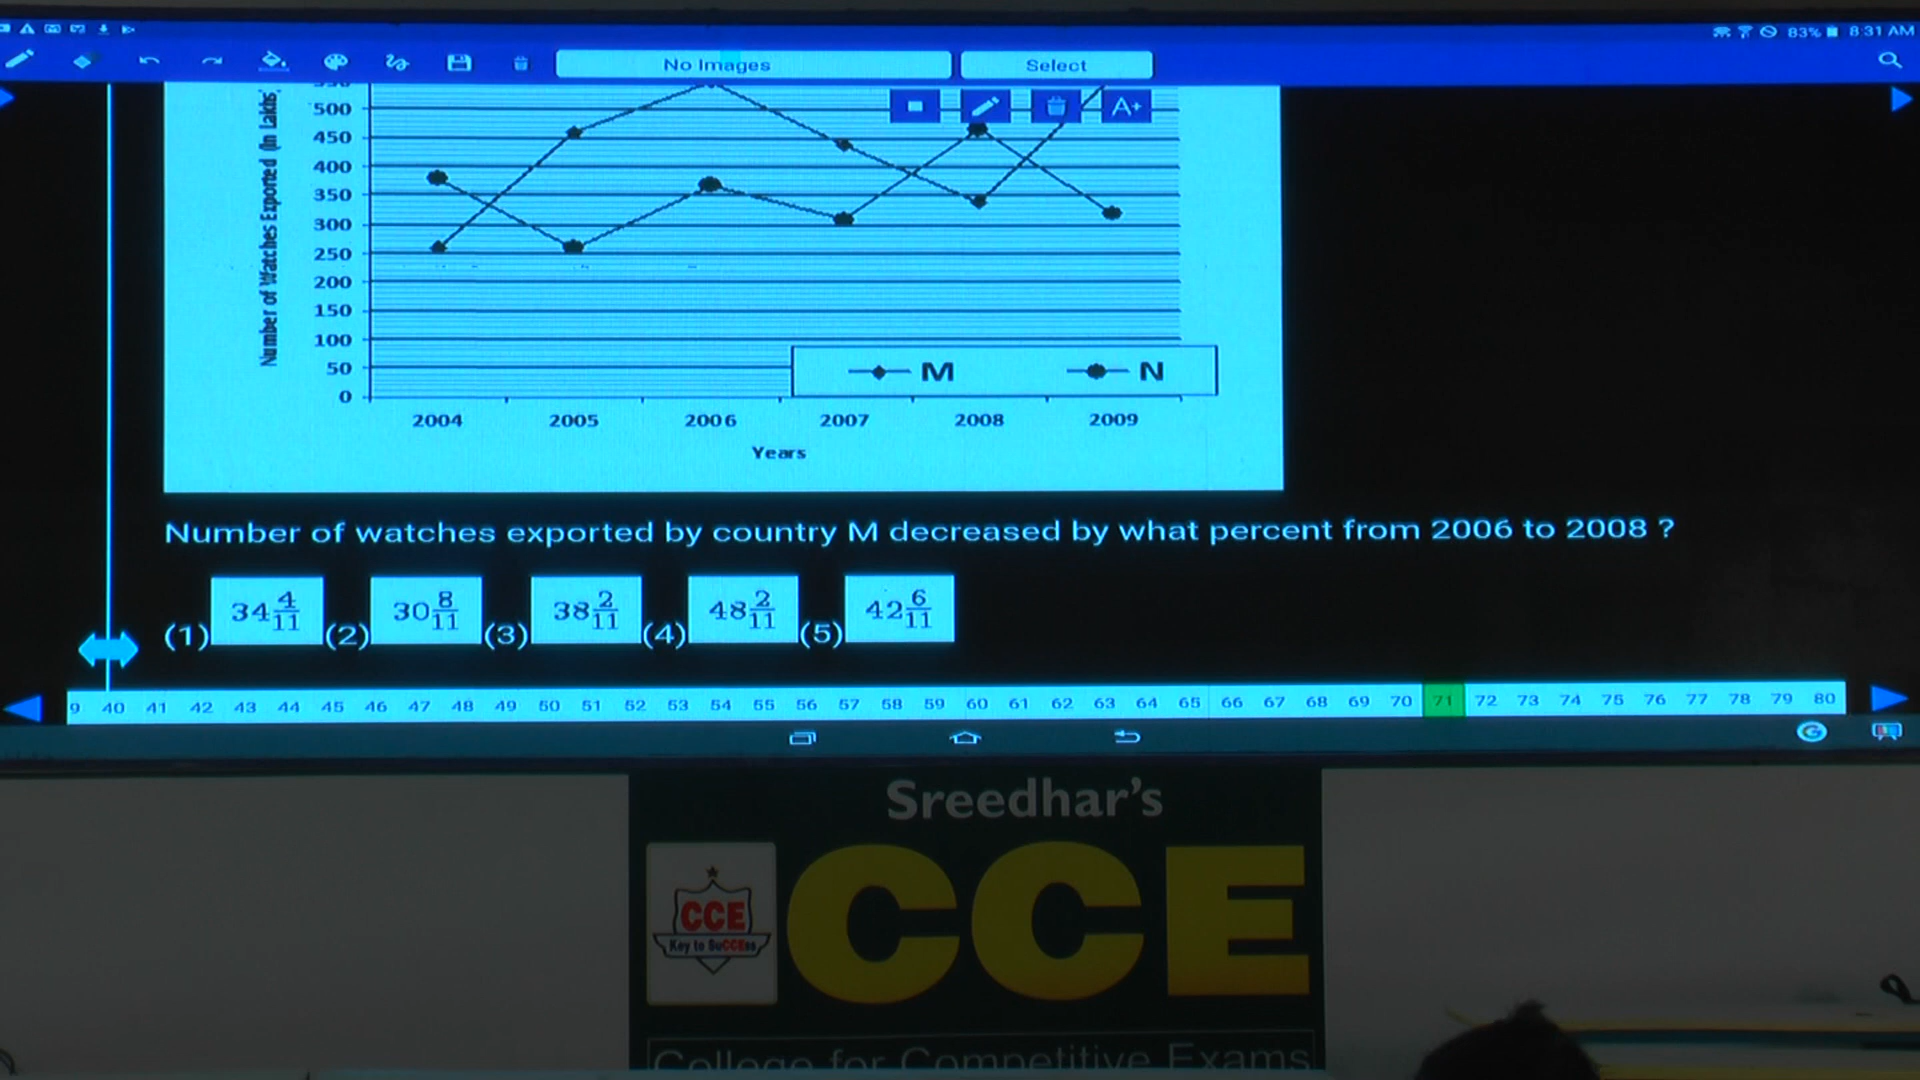 83% 8:31 AM
No Images Select
A+
Number of Watches Exported (In Lakhs)
500
450
400
350
300
250
200
150
100
50
0
M N
2004 2005 2006 2007 2008 2009
Years
Number of watches exported by country M decreased by what percent from 2006 to 2008 ?
(1) 34 4/11 (2) 30 8/11 (3) 38 2/11 (4) 48 2/11 (5) 42 6/11
9 40 41 42 43 44 45 46 47 48 49 50 51 52 53 54 55 56 57 58 59 60 61 62 63 64 65 66 67 68 69 70 71 72 73 74 75 76 77 78 79 80
G
Sreedhar's
CCE
CCE
Key to SuCCEss
College for Competitive Exams